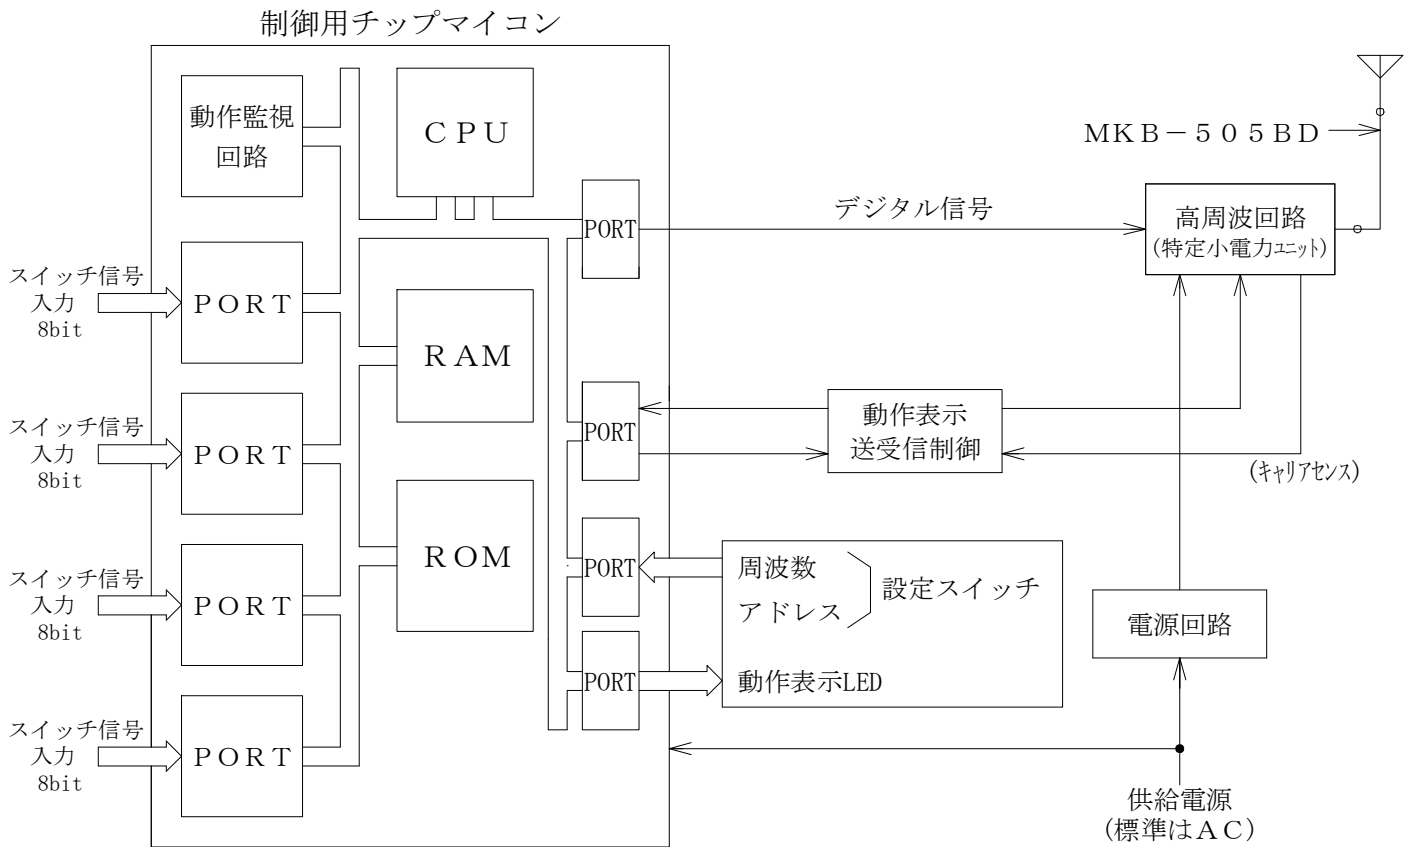 制御用チップマイコン
動作監視
回路
ＣＰＵ
PORT
デジタル信号
ＭＫＢ－５０５ＢＤ
高周波回路
(特定小電力ﾕﾆｯﾄ)
スイッチ信号
入力
8bit
ＰＯＲＴ
ＲＡＭ
スイッチ信号
入力
8bit
ＰＯＲＴ
PORT
動作表示
送受信制御
(ｷｬﾘｱｾﾝｽ)
スイッチ信号
入力
8bit
ＰＯＲＴ
ＲＯＭ
PORT
周波数
アドレス
設定スイッチ
電源回路
PORT
動作表示LED
スイッチ信号
入力
8bit
ＰＯＲＴ
供給電源
(標準はＡＣ)